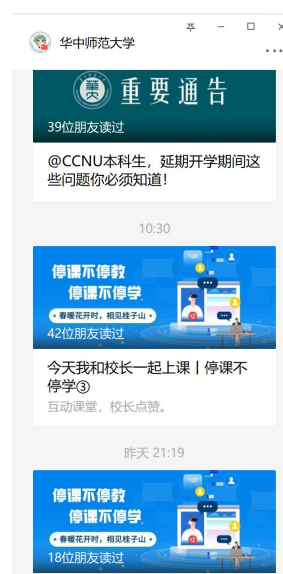 华中师范大学
重要通告
39位朋友读过
@CCNU本科生，延期开学期间这
些问题你必须知道！
10:30
停课不停教
停课不停学
• 春暖花开时，相见桂子山 •
42位朋友读过
今天我和校长一起上课丨停课不
停学③
互动课堂，校长点赞。
昨天 21:19
停课不停教
停课不停学
• 春暖花开时，相见桂子山 •
18位朋友读过